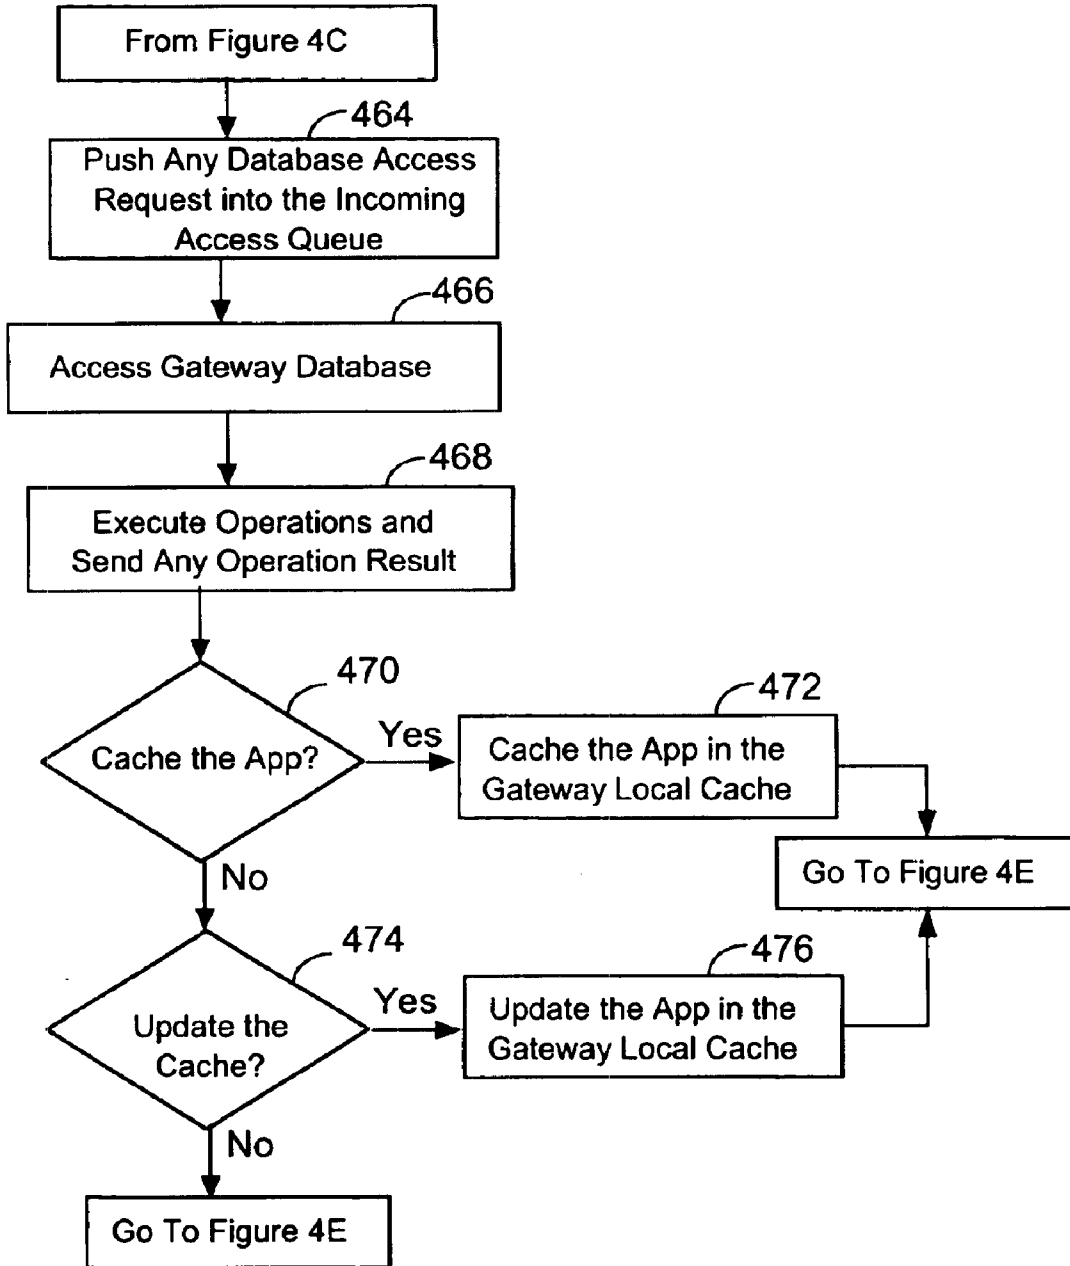 From Figure 4C
464
Push Any Database Access
Request into the Incoming
Access Queue
466
Access Gateway Database
468
Execute Operations and
Send Any Operation Result
470
Cache the App?
Yes
472
Cache the App in the
Gateway Local Cache
Go To Figure 4E
No
474
Update the
Cache?
Yes
476
Update the App in the
Gateway Local Cache
No
Go To Figure 4E